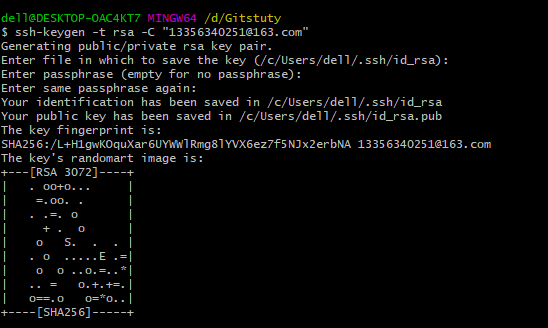 dell@DESKTOP-OAC4KT7 MINGW64 /d/Gitstuty
$ ssh-keygen -t rsa -C "13356340251@163.com"
Generating public/private rsa key pair.
Enter file in which to save the key (/c/Users/dell/.ssh/id_rsa):
Enter passphrase (empty for no passphrase):
Enter same passphrase again:
Your identification has been saved in /c/Users/dell/.ssh/id_rsa
Your public key has been saved in /c/Users/dell/.ssh/id_rsa.pub
The key fingerprint is:
SHA256:/L+H1gwKOquXar6UYWWlRmg8lYVX6ez7f5NJx2erbNA 13356340251@163.com
The key's randomart image is:
+---[RSA 3072]----+
|   . oo+o...     |
|    =.oo. .      |
|   . .=. o       |
|     + .  o      |
|    o   S.  .  . |
|   . o  .....E .=|
|    o  o ..o.=..*|
|   .. =   o.+.+=.|
|   o==.o   o=*o..|
+----[SHA256]-----+